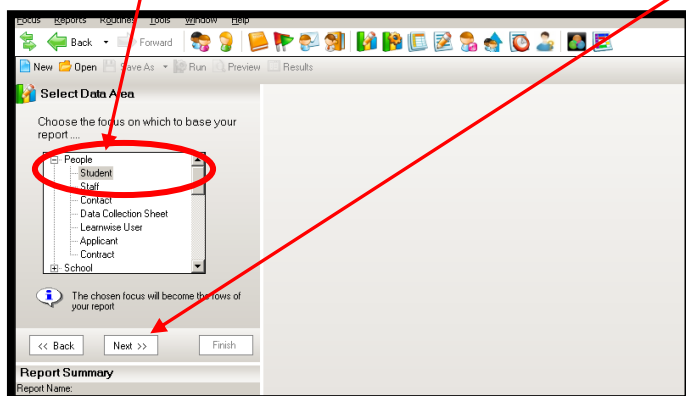 Focus Reports Routines Tools Window Help
Back Forward
New Open Save As Run Preview Results
Select Data Area
Choose the focus on which to base your
report ....
People
Student
Staff
Contact
Data Collection Sheet
Learnwise User
Applicant
Contract
School
The chosen focus will become the rows of
your report
<< Back Next >> Finish
Report Summary
Report Name: